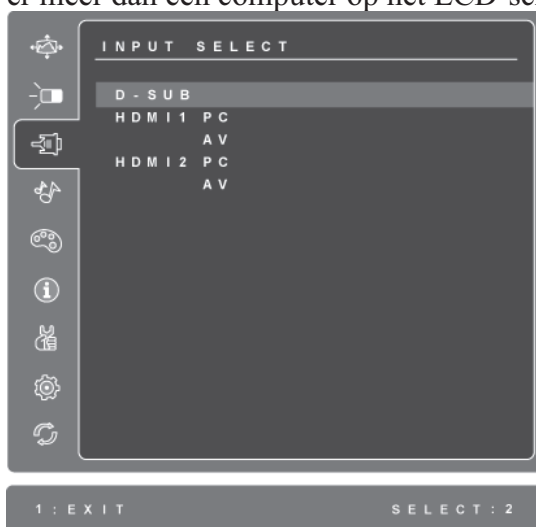 er meer dan een computer op het LCD-sc
INPUT SELECT
D-SUB
HDMI1 PC
AV
HDMI2 PC
AV
1:EXIT SELECT:2